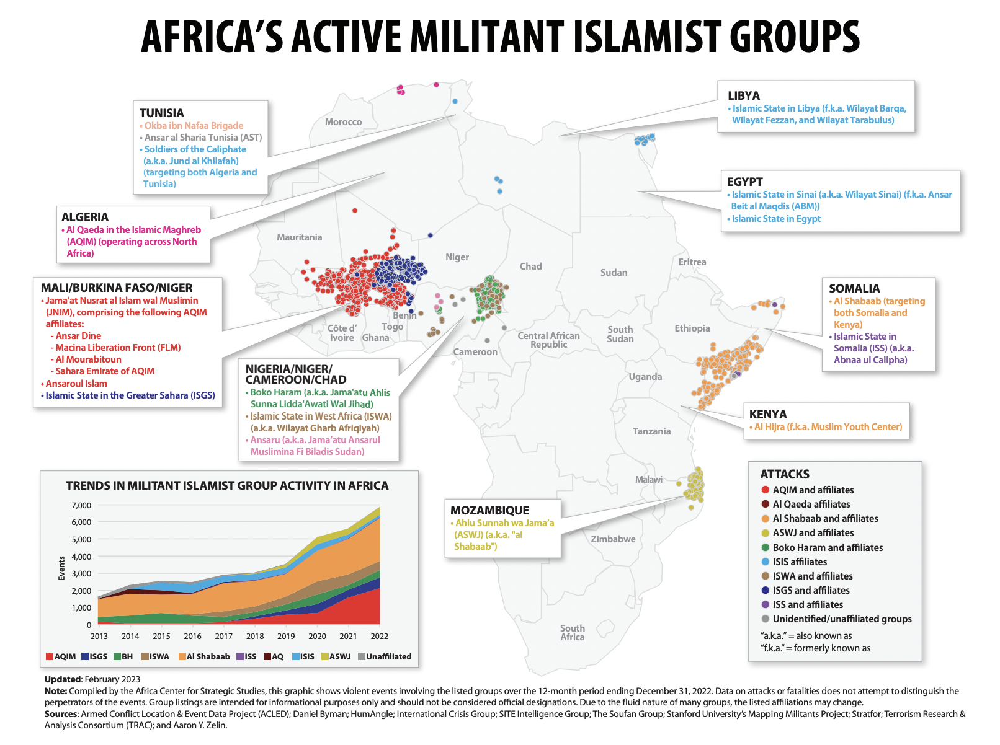 AFRICA'S ACTIVE MILITANT ISLAMIST GROUPS
TUNISIA
• Okba ibn Nafaa Brigade
• Ansar al Sharia Tunisia (AST)
• Soldiers of the Caliphate
(a.k.a. Jund al Khilafah)
(targeting both Algeria and
Tunisia)
ALGERIA
• Al Qaeda in the Islamic Maghreb
(AQIM) (operating across North
Africa)
MALI/BURKINA FASO/NIGER
• Jama'at Nusrat al Islam wal Muslimin
(JNIM), comprising the following AQIM
affiliates:
- Ansar Dine
- Macina Liberation Front (FLM)
- Al Mourabitoun
- Sahara Emirate of AQIM
• Ansaroul Islam
• Islamic State in the Greater Sahara (ISGS)
NIGERIA/NIGER/
CAMEROON/CHAD
• Boko Haram (a.k.a. Jama'atu Ahlis
Sunna Lidda'Awati Wal Jihad)
• Islamic State in West Africa (ISWA)
(a.k.a. Wilayat Gharb Afriqiyah)
• Ansaru (a.k.a. Jama'atu Ansarul
Muslimina Fi Biladis Sudan)
LIBYA
• Islamic State in Libya (f.k.a. Wilayat Barqa,
Wilayat Fezzan, and Wilayat Tarabulus)
EGYPT
• Islamic State in Sinai (a.k.a. Wilayat Sinai) (f.k.a. Ansar
Beit al Maqdis (ABM))
• Islamic State in Egypt
SOMALIA
• Al Shabaab (targeting
both Somalia and
Kenya)
• Islamic State in
Somalia (ISS) (a.k.a.
Abnaa ul Calipha)
KENYA
• Al Hijra (f.k.a. Muslim Youth Center)
MOZAMBIQUE
• Ahlu Sunnah wa Jama'a
(ASWJ) (a.k.a. "al
Shabaab")
Morocco
Mauritania
Niger
Chad
Sudan
Eritrea
Benin
Togo
Côte d'
Ivoire
Ghana
Cameroon
Central African
Republic
South
Sudan
Ethiopia
Uganda
Tanzania
Malawi
Zimbabwe
South
Africa
TRENDS IN MILITANT ISLAMIST GROUP ACTIVITY IN AFRICA
Events
7,000
6,000
5,000
4,000
3,000
2,000
1,000
0
2013 2014 2015 2016 2017 2018 2019 2020 2021 2022
AQIM ISGS BH ISWA Al Shabaab ISS AQ ISIS ASWJ Unaffiliated
ATTACKS
AQIM and affiliates
Al Qaeda and affiliates
Al Shabaab and affiliates
ASWJ and affiliates
Boko Haram and affiliates
ISIS affiliates
ISWA and affiliates
ISGS and affiliates
ISS and affiliates
Unidentified/unaffiliated groups
"a.k.a." = also known as
"f.k.a." = formerly known as
Updated: February 2023
Note: Compiled by the Africa Center for Strategic Studies, this graphic shows violent events involving the listed groups over the 12-month period ending December 31, 2022. Data on attacks or fatalities does not attempt to distinguish the
perpetrators of the events. Group listings are intended for informational purposes only and should not be considered official designations. Due to the fluid nature of many groups, the listed affiliations may change.
Sources: Armed Conflict Location & Event Data Project (ACLED); Daniel Byman; HumAngle; International Crisis Group; SITE Intelligence Group; The Soufan Group; Stanford University's Mapping Militants Project; Stratfor; Terrorism Research &
Analysis Consortium (TRAC); and Aaron Y. Zelin.